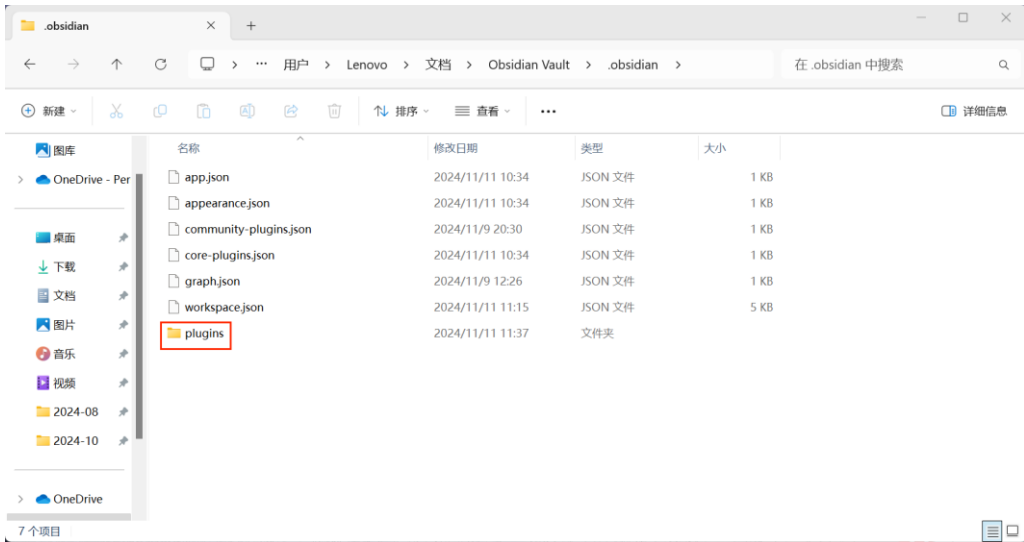 .obsidian
··· 用户 Lenovo 文档 Obsidian Vault .obsidian
在 .obsidian 中搜索
新建 排序 查看 ··· 详细信息
图库
OneDrive - Per
桌面
下载
文档
图片
音乐
视频
2024-08
2024-10
OneDrive
名称 修改日期 类型 大小
app.json 2024/11/11 10:34 JSON 文件 1 KB
appearance.json 2024/11/11 10:34 JSON 文件 1 KB
community-plugins.json 2024/11/9 20:30 JSON 文件 1 KB
core-plugins.json 2024/11/11 10:34 JSON 文件 1 KB
graph.json 2024/11/9 12:26 JSON 文件 1 KB
workspace.json 2024/11/11 11:15 JSON 文件 5 KB
plugins 2024/11/11 11:37 文件夹
7 个项目